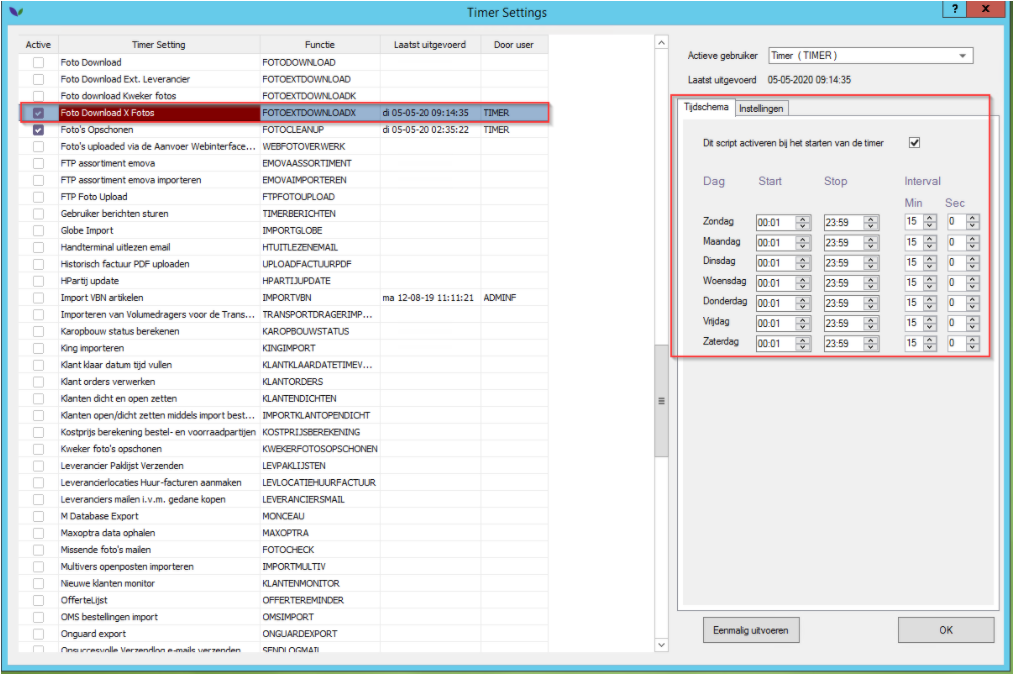 Timer Settings
? x
Active Timer Setting Functie Laatst uitgevoerd Door user
Foto Download FOTODOWNLOAD
Foto Download Ext. Leverancier FOTOEXTDOWNLOAD
Foto download Kweker fotos FOTOEXTDOWNLOADK
Foto Download X Fotos FOTOEXTDOWNLOADX di 05-05-20 09:14:35 TIMER
Foto's Opschonen FOTOCLEANUP di 05-05-20 02:35:22 TIMER
Foto's uploaded via de Aanvoer Webinterface... WEBFOTOVERWERK
FTP assortiment emova EMOVAASSORTIMENT
FTP assortiment emova importeren EMOVAIMPORTEREN
FTP Foto Upload FTPFOTOUPLOAD
Gebruiker berichten sturen TIMERBERICHTEN
Globe Import IMPORTGLOBE
Handterminal uitlezen email HTUITLEZENEMAIL
Historisch factuur PDF uploaden UPLOADFACTUURPDF
HPartij update HPARTIJUPDATE
Import VBN artikelen IMPORTVBN ma 12-08-19 11:11:21 ADMINF
Importeren van Volumedragers voor de Trans... TRANSPORTDRAGERIMP...
Karopbouw status berekenen KAROPBOUWSTATUS
King importeren KINGIMPORT
Klant klaar datum tijd vullen KLANTKLAARDATETIMEV...
Klant orders verwerken KLANTORDERS
Klanten dicht en open zetten KLANTENDICHTEN
Klanten open/dicht zetten middels import best... IMPORTKLANTOPENDICHT
Kostprijs berekening bestel- en voorraadpartijen KOSTPRIJSBEREKENING
Kweker foto's opschonen KWEKERFOTOSOPSCHONEN
Leverancier Paklijst Verzenden LEVPAKLIJSTEN
Leverancierlocaties Huur-facturen aanmaken LEVLOCATIEHUURFACTUUR
Leveranciers mailen i.v.m. gedane kopen LEVERANCIERSMAIL
M Database Export MONCEAU
Maxoptra data ophalen MAXOPTRA
Missende foto's mailen FOTOCHECK
Multivers openposten importeren IMPORTMULTIV
Nieuwe klanten monitor KLANTENMONITOR
OfferteLijst OFFERTEREMINDER
OMS bestellingen import OMSIMPORT
Onguard export ONGUARDEXPORT
Onsuccesvolle Verzendlog e-mails verzenden SENDLOGMAIL
Actieve gebruiker Timer ( TIMER )
Laatst uitgevoerd 05-05-2020 09:14:35
Tijdschema Instellingen
Dit script activeren bij het starten van de timer
Dag Start Stop Interval
Min Sec
Zondag 00:01 23:59 15 0
Maandag 00:01 23:59 15 0
Dinsdag 00:01 23:59 15 0
Woensdag 00:01 23:59 15 0
Donderdag 00:01 23:59 15 0
Vrijdag 00:01 23:59 15 0
Zaterdag 00:01 23:59 15 0
Eenmalig uitvoeren OK